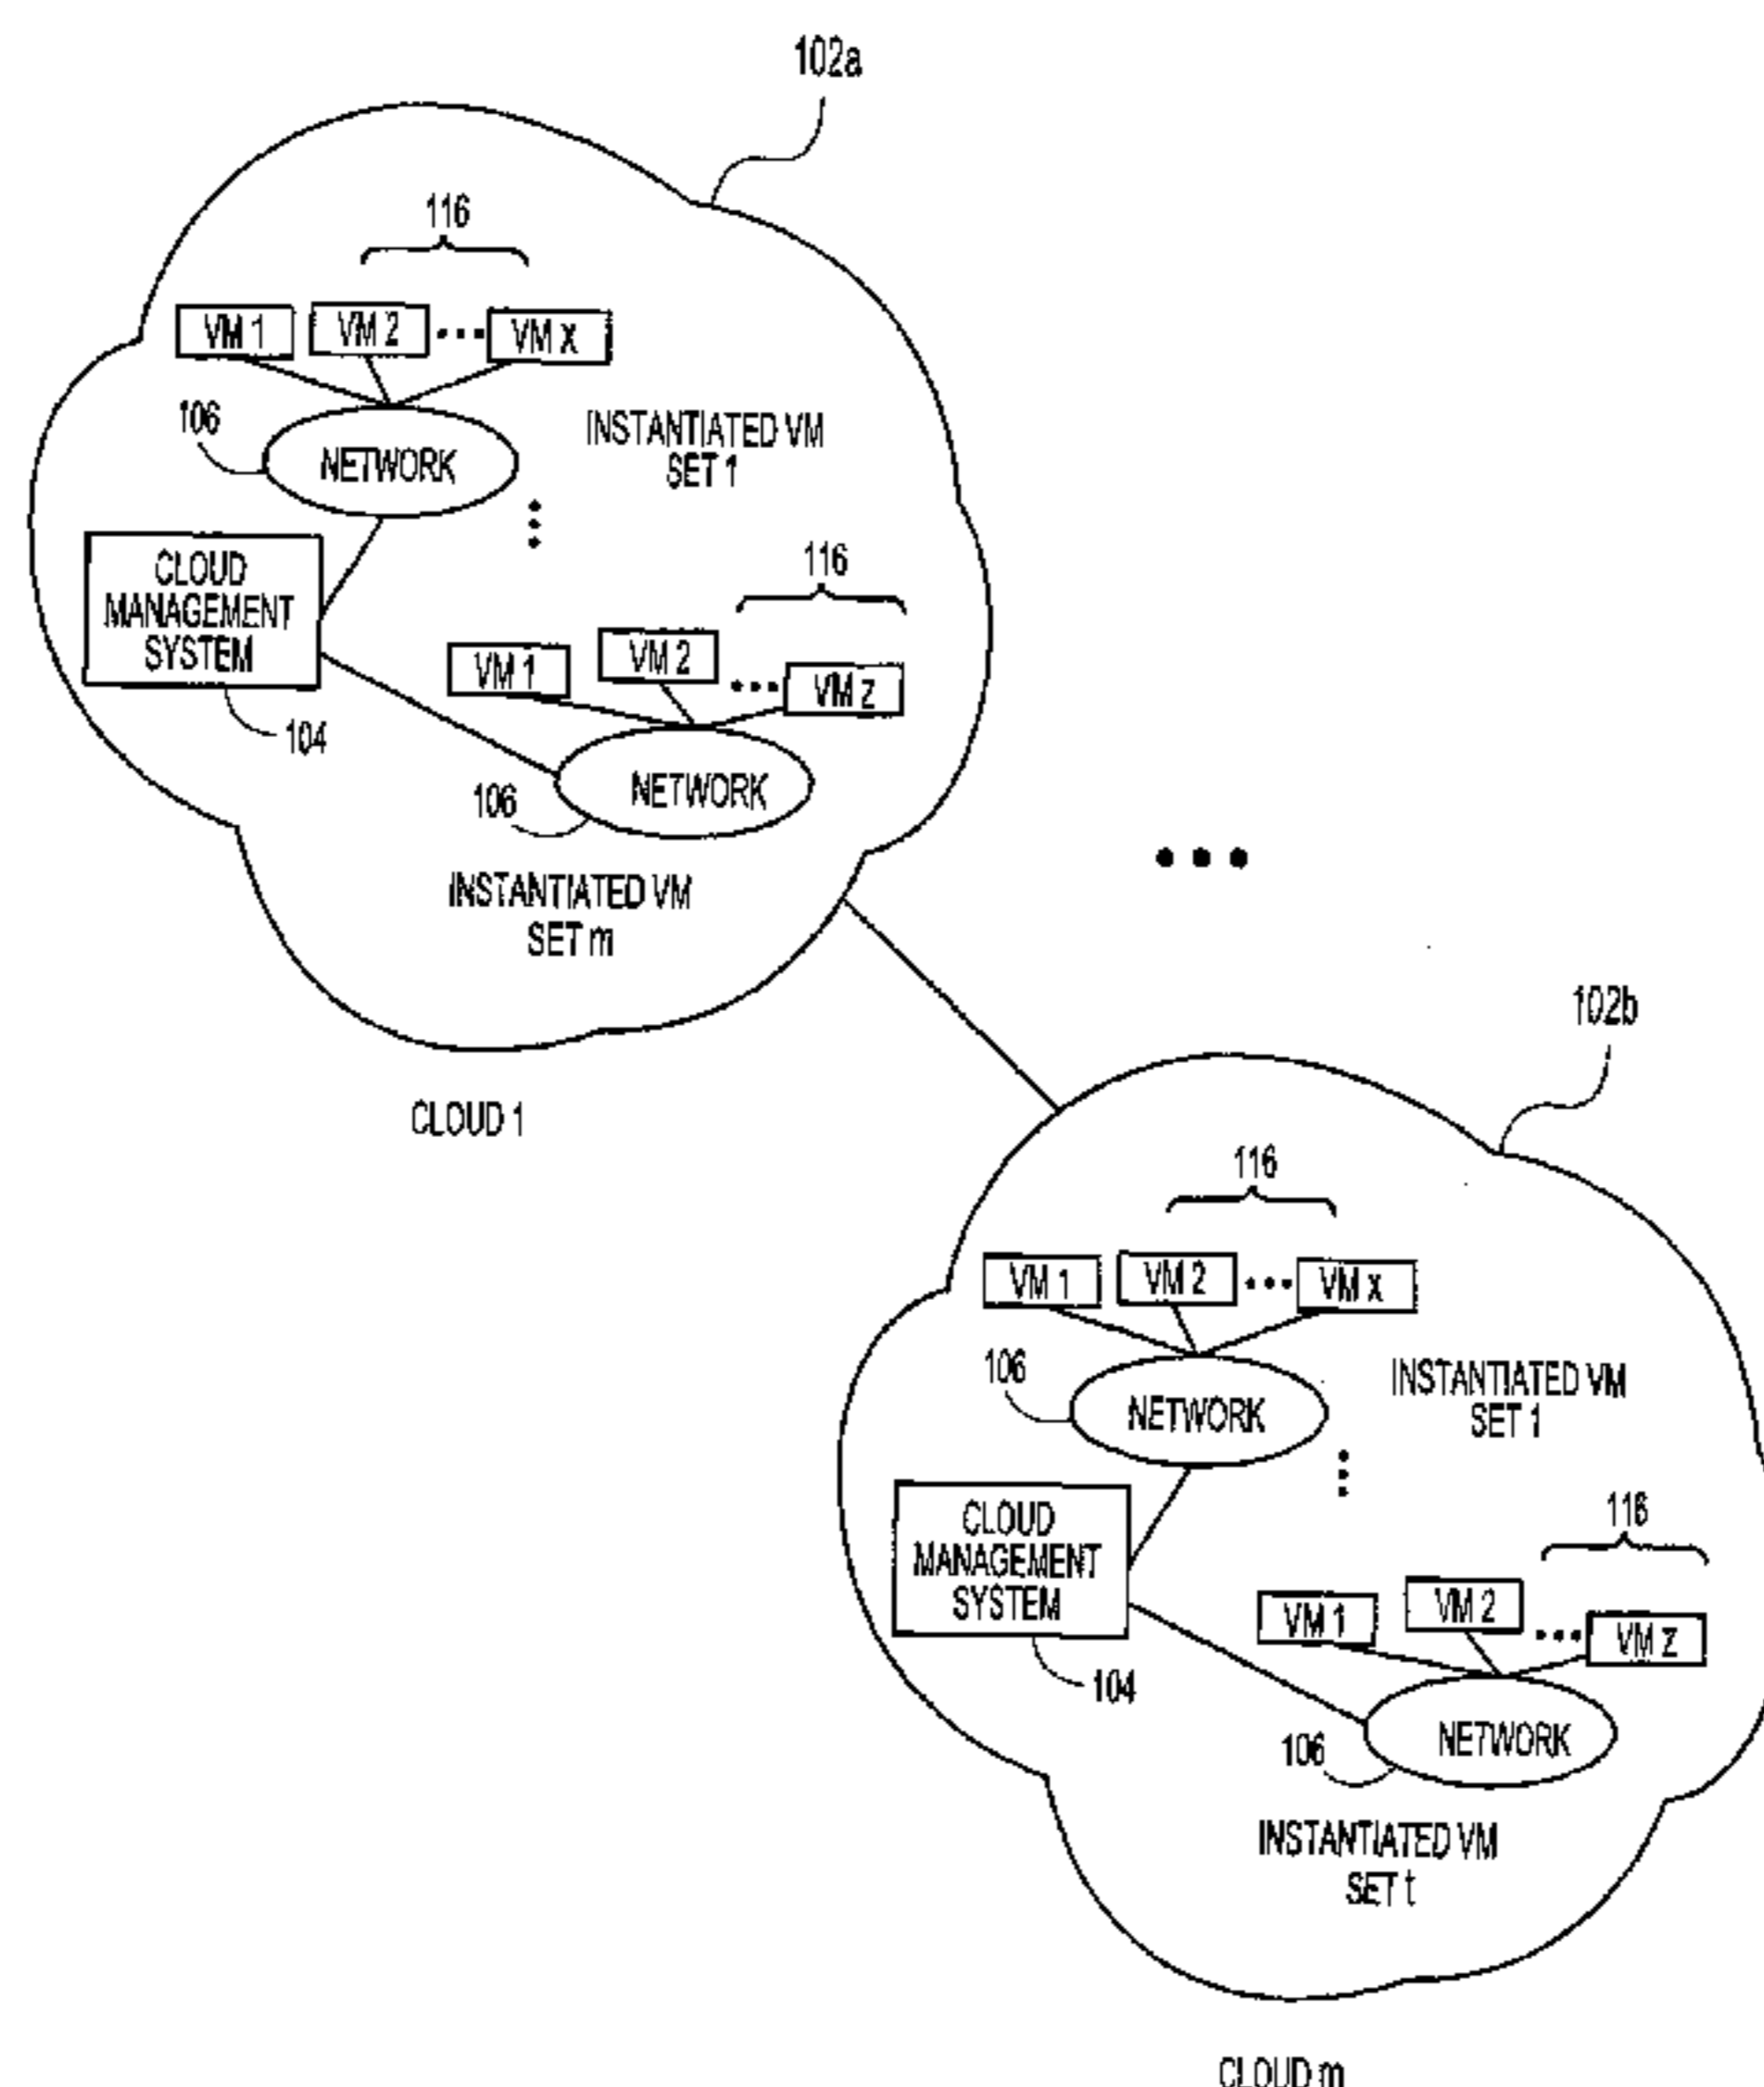 102a
116
VM 1
VM 2
VM X
106
NETWORK
INSTANTIATED VM
SET 1
CLOUD
MANAGEMENT
SYSTEM
104
116
VM 1
VM 2
VM Z
106
NETWORK
INSTANTIATED VM
SET m
CLOUD 1
102b
116
VM 1
VM 2
VM X
106
NETWORK
INSTANTIATED VM
SET 1
CLOUD
MANAGEMENT
SYSTEM
104
116
VM 1
VM 2
VM Z
106
NETWORK
INSTANTIATED VM
SET t
CLOUD m